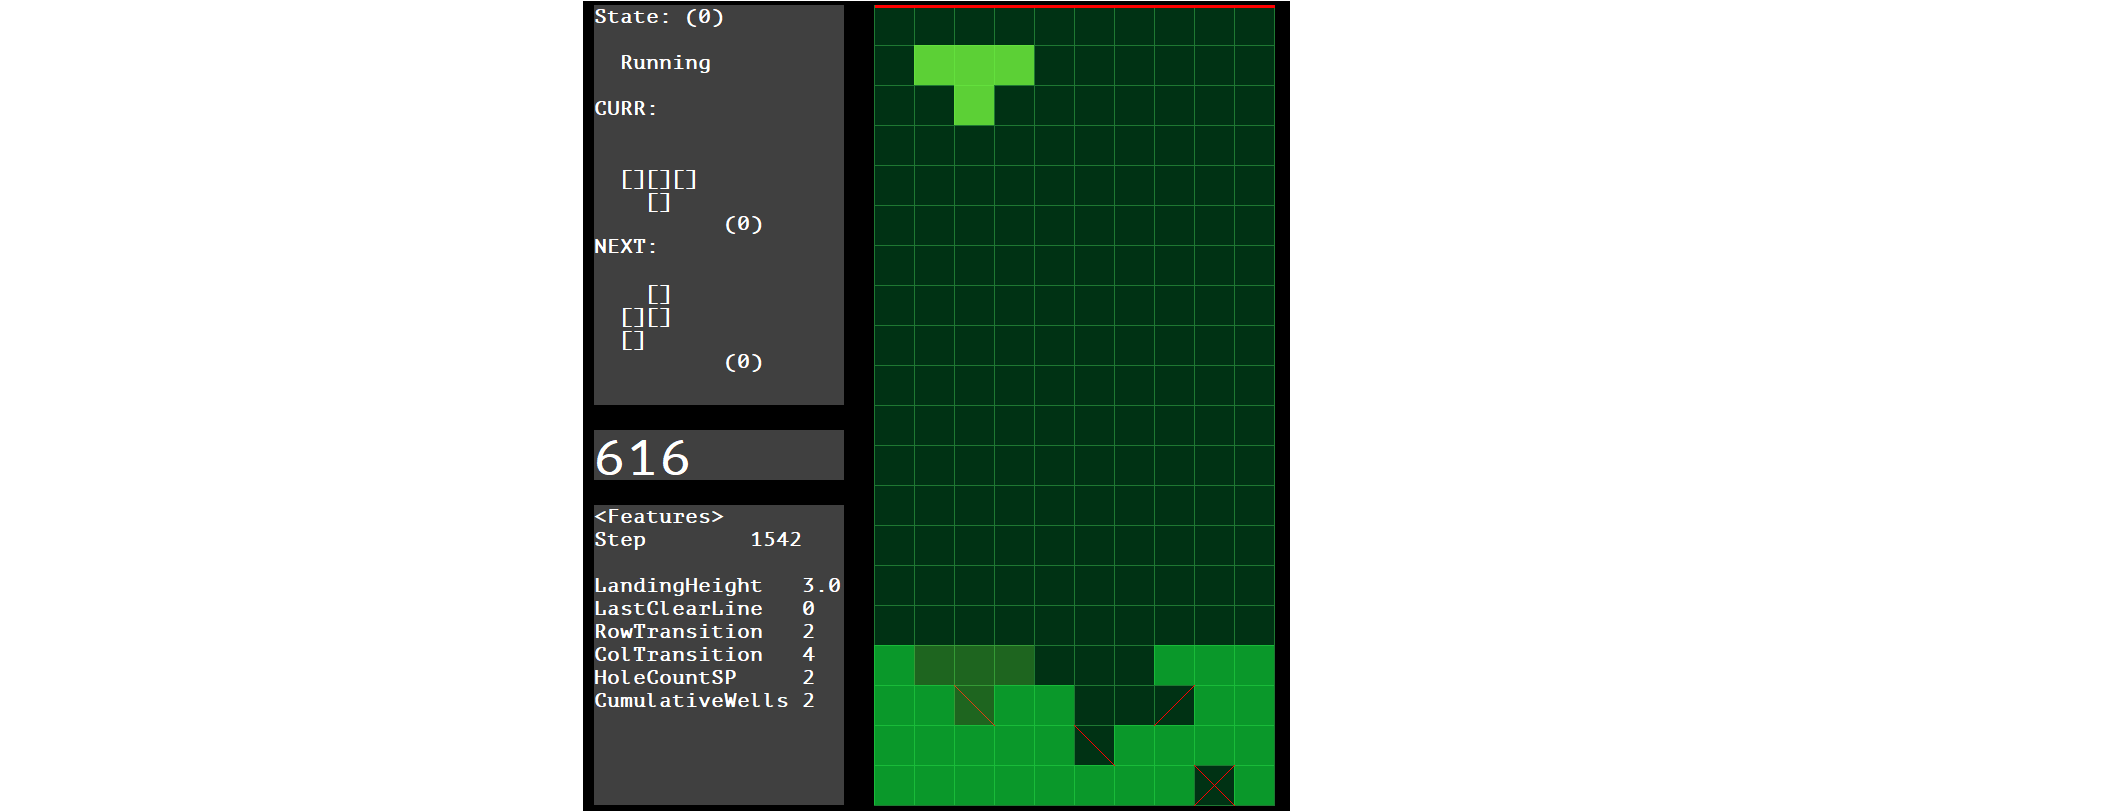 State: (0)
Running
CURR:
[][][]
[]
(0)
NEXT:
[]
[][]
[]
(0)
616
<Features>
Step 1542
LandingHeight 3.0
LastClearLine 0
RowTransition 2
ColTransition 4
HoleCountSP 2
CumulativeWells 2